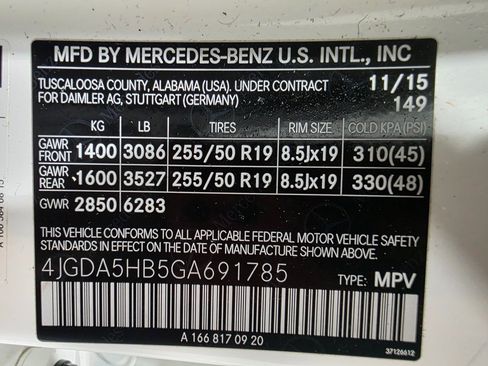 MFD BY MERCEDES-BENZ U.S. INTL., INC
TUSCALOOSA COUNTY, ALABAMA (USA). UNDER CONTRACT 11/15
FOR DAIMLER AG, STUTTGART (GERMANY) 149
KG LB TIRES RIM SIZE COLD KPA (PSI)
GAWR FRONT 1400 3086 255/50 R19 8.5Jx19 310(45)
GAWR REAR 1600 3527 255/50 R19 8.5Jx19 330(48)
GVWR 2850 6283
THIS VEHICLE CONFORMS TO ALL APPLICABLE FEDERAL MOTOR VEHICLE SAFETY
STANDARDS IN EFFECT ON THE DATE OF MANUFACTURE SHOWN ABOVE.
4JGDA5HB5GA691785 TYPE: MPV
A 166 817 09 20
37126612